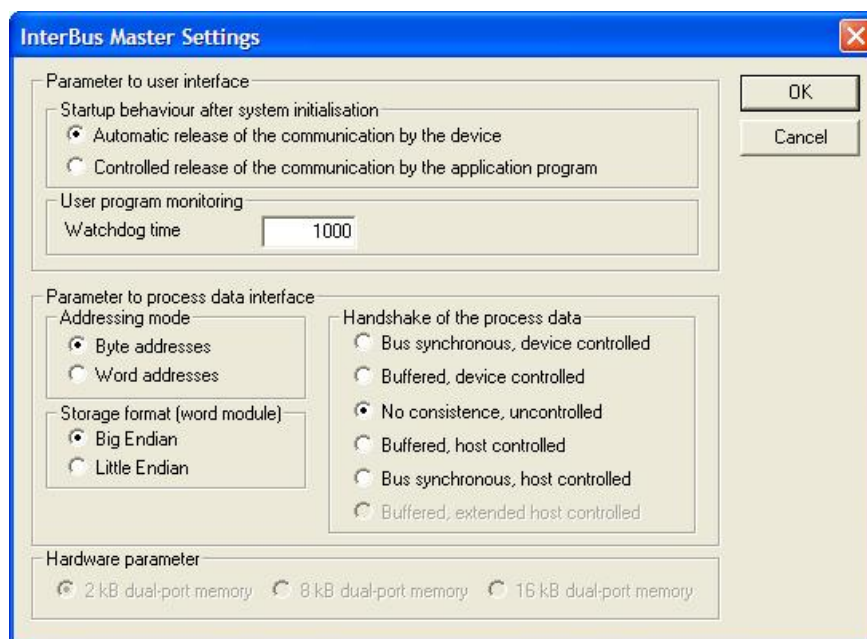 InterBus Master Settings
Parameter to user interface
Startup behaviour after system initialisation
Automatic release of the communication by the device
Controlled release of the communication by the application program
User program monitoring
Watchdog time 1000
OK
Cancel
Parameter to process data interface
Addressing mode
Byte addresses
Word addresses
Storage format (word module)
Big Endian
Little Endian
Handshake of the process data
Bus synchronous, device controlled
Buffered, device controlled
No consistence, uncontrolled
Buffered, host controlled
Bus synchronous, host controlled
Buffered, extended host controlled
Hardware parameter
2 kB dual-port memory 8 kB dual-port memory 16 kB dual-port memory